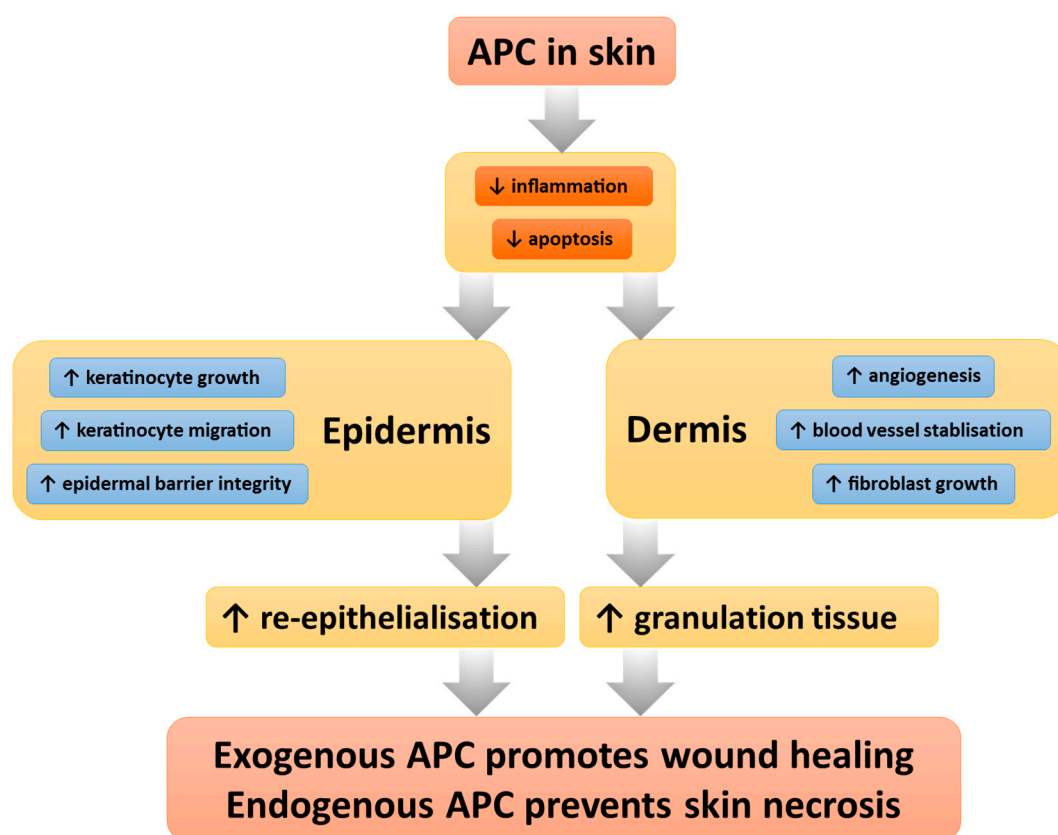 APC in skin
↓ inflammation
↓ apoptosis
↑ keratinocyte growth
↑ keratinocyte migration
↑ epidermal barrier integrity
Epidermis
Dermis
↑ angiogenesis
↑ blood vessel stablisation
↑ fibroblast growth
↑ re-epithelialisation
↑ granulation tissue
Exogenous APC promotes wound healing
Endogenous APC prevents skin necrosis